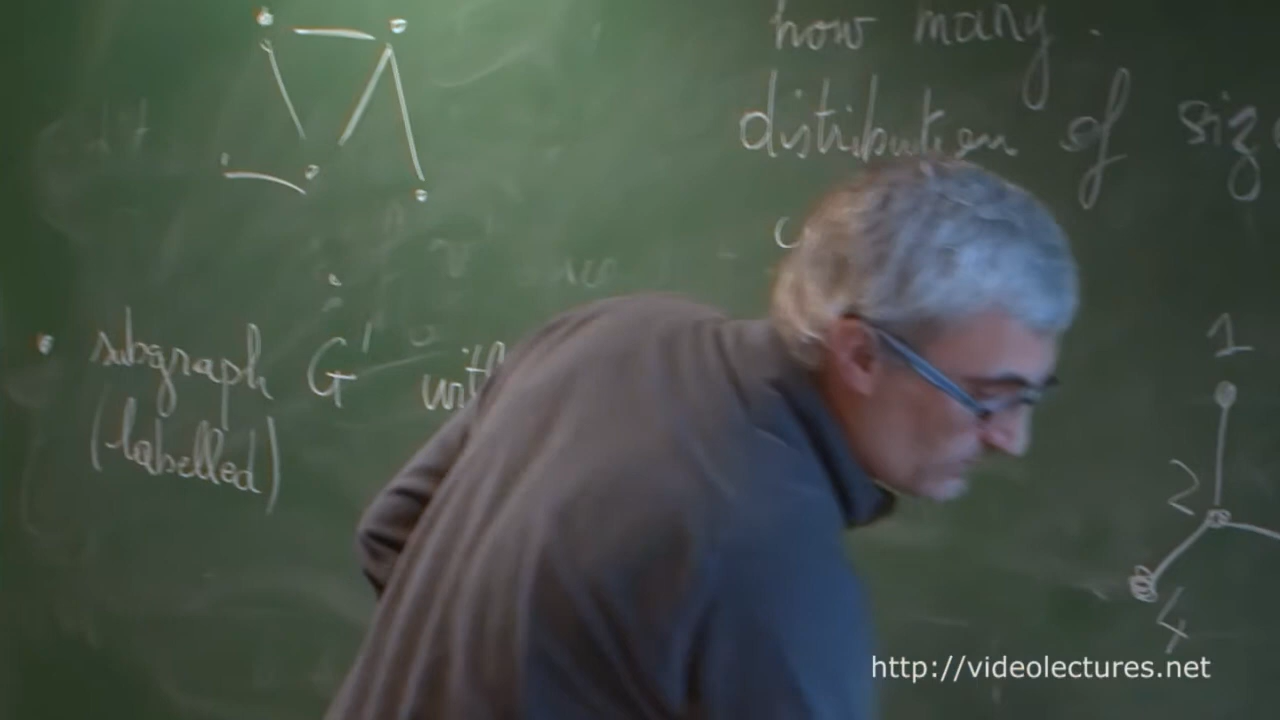 how many
distribution of siz
• subgraph G' with
(labelled)
1
2
4
http://videolectures.net